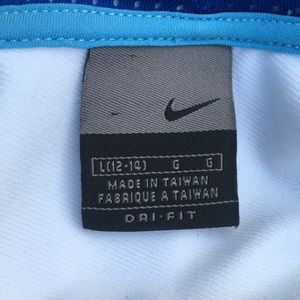 L(12-14) G G
MADE IN TAIWAN
FABRIQUE A TAIWAN
DRI-FIT